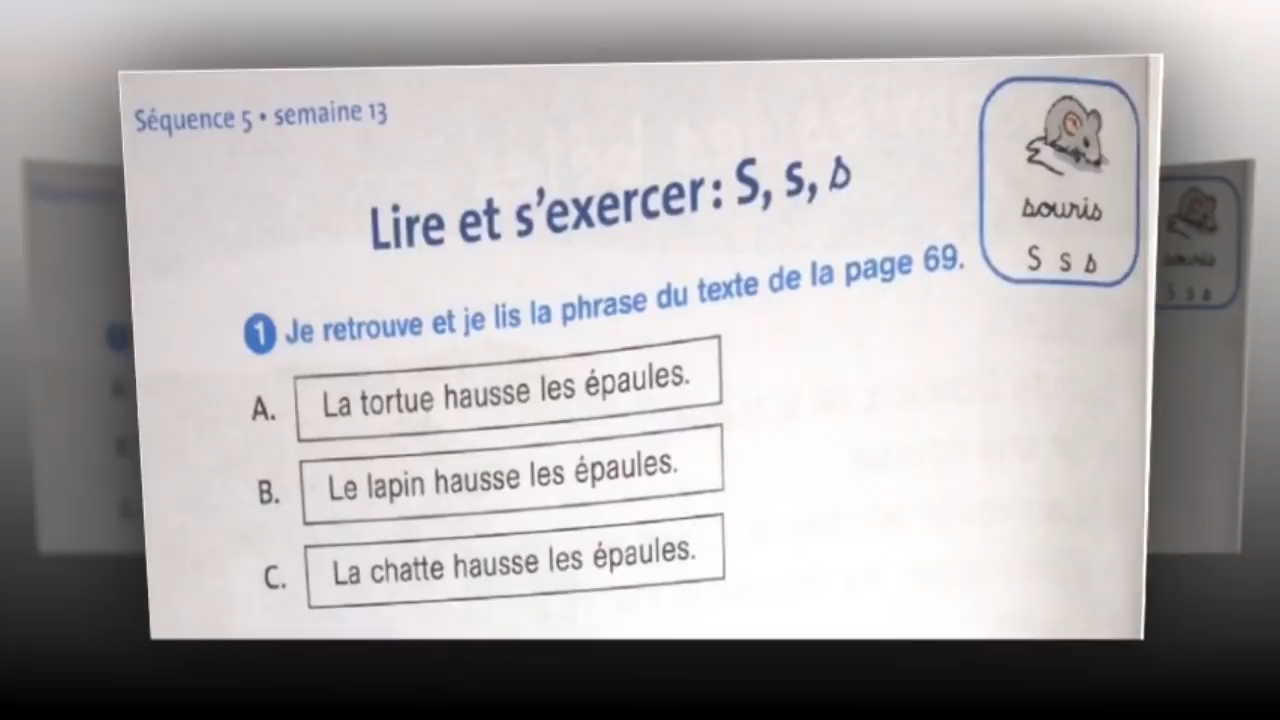 Séquence 5 • semaine 13
Lire et s'exercer : S, s, s
souris
S s s
1 Je retrouve et je lis la phrase du texte de la page 69.
A. La tortue hausse les épaules.
B. Le lapin hausse les épaules.
C. La chatte hausse les épaules.